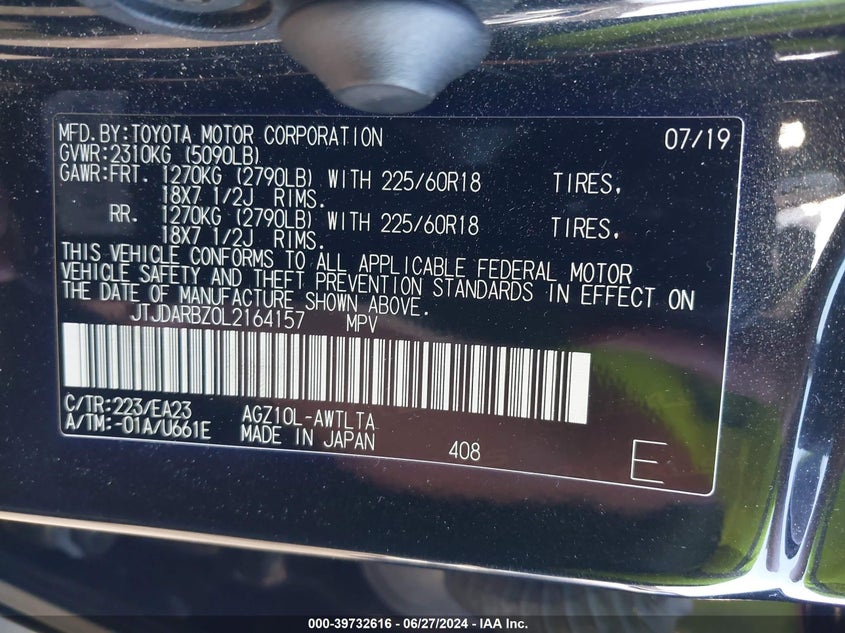 MFD.BY:TOYOTA MOTOR CORPORATION 07/19
GVWR:2310KG (5090LB)
GAWR:FRT. 1270KG (2790LB) WITH 225/60R18 TIRES,
18X7 1/2J RIMS.
RR. 1270KG (2790LB) WITH 225/60R18 TIRES,
18X7 1/2J RIMS.
THIS VEHICLE CONFORMS TO ALL APPLICABLE FEDERAL MOTOR
VEHICLE SAFETY AND THEFT PREVENTION STANDARDS IN EFFECT ON
THE DATE OF MANUFACTURE SHOWN ABOVE.
JTJDARBZ0L2164157 MPV
C/TR:223/EA23 AGZ10L-AWTLTA
A/TM:-01A/U661E MADE IN JAPAN 408 E
000-39732616 - 06/27/2024 - IAA Inc.